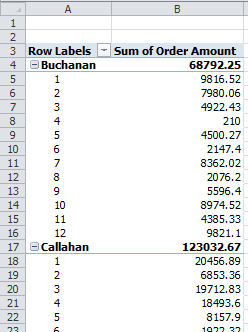 A B
1
2
3 Row Labels Sum of Order Amount
4 Buchanan 68792.25
5 1 9816.52
6 2 7980.06
7 3 4922.43
8 4 210
9 5 4500.27
10 6 2147.4
11 7 8362.02
12 8 2076.2
13 9 5596.4
14 10 8974.52
15 11 4385.33
16 12 9821.1
17 Callahan 123032.67
18 1 20456.89
19 2 6853.36
20 3 19712.83
21 4 18493.6
22 5 8157.9